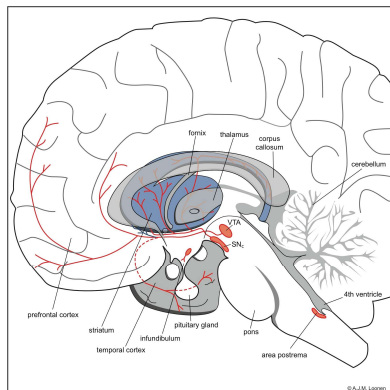 fornix
thalamus
corpus
callosum
cerebellum
VTA
SNc
prefrontal cortex
striatum
temporal cortex
infundibulum
pituitary gland
pons
4th ventricle
area postrema
© A.J.M. Loonen